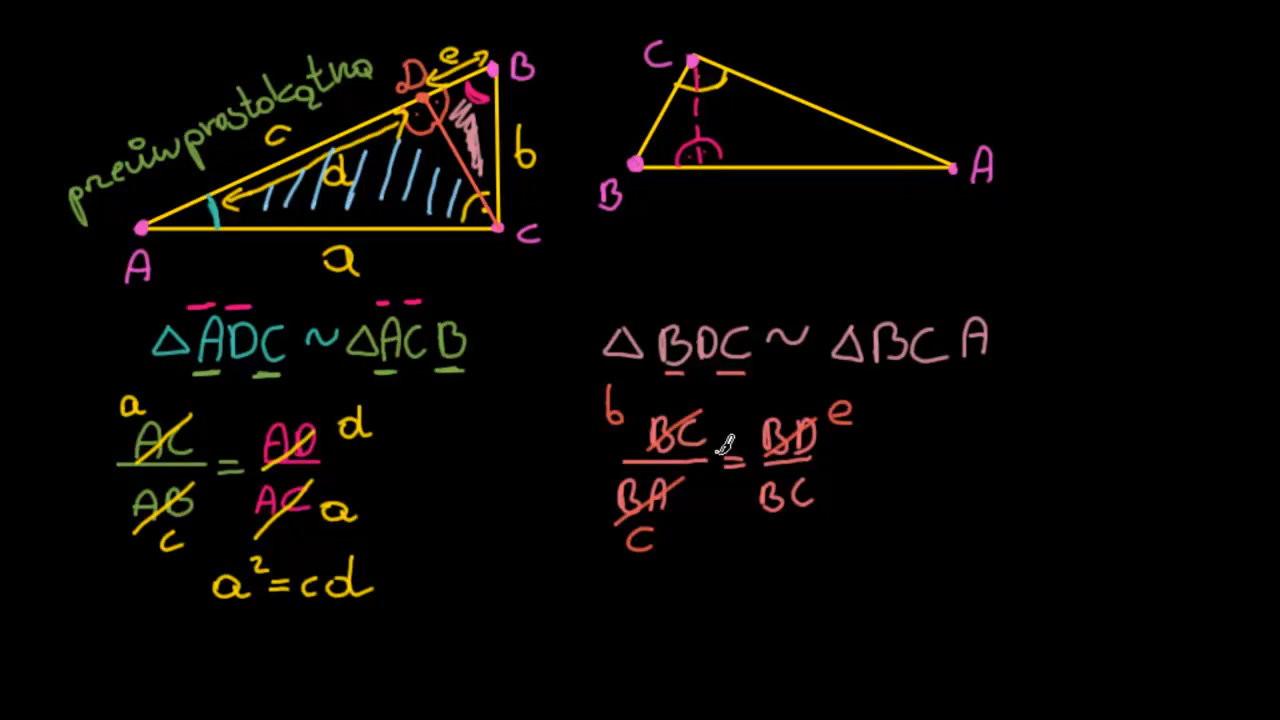 przeciwprostokątna
c
d
e
D
B
b
C
a
A
C
B
A
△ADC ~ △ACB
a AC/AB c = AD/AC d a
a² = cd
△BDC ~ △BCA
b BC/BA c = BD/BC e